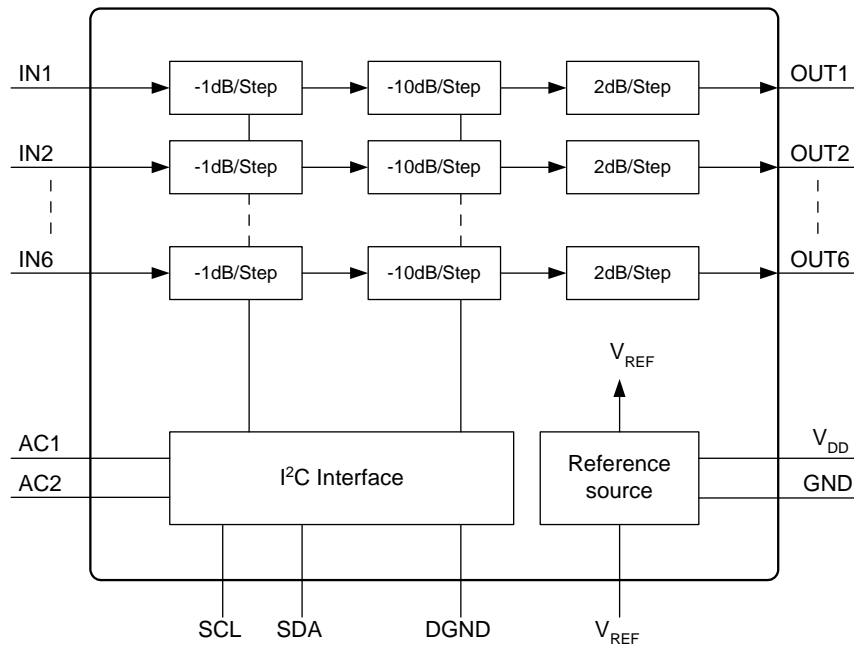 IN1
-1dB/Step
-10dB/Step
2dB/Step
OUT1
IN2
-1dB/Step
-10dB/Step
2dB/Step
OUT2
IN6
-1dB/Step
-10dB/Step
2dB/Step
OUT6
VREF
AC1
AC2
I²C Interface
Reference
source
VDD
GND
SCL
SDA
DGND
VREF